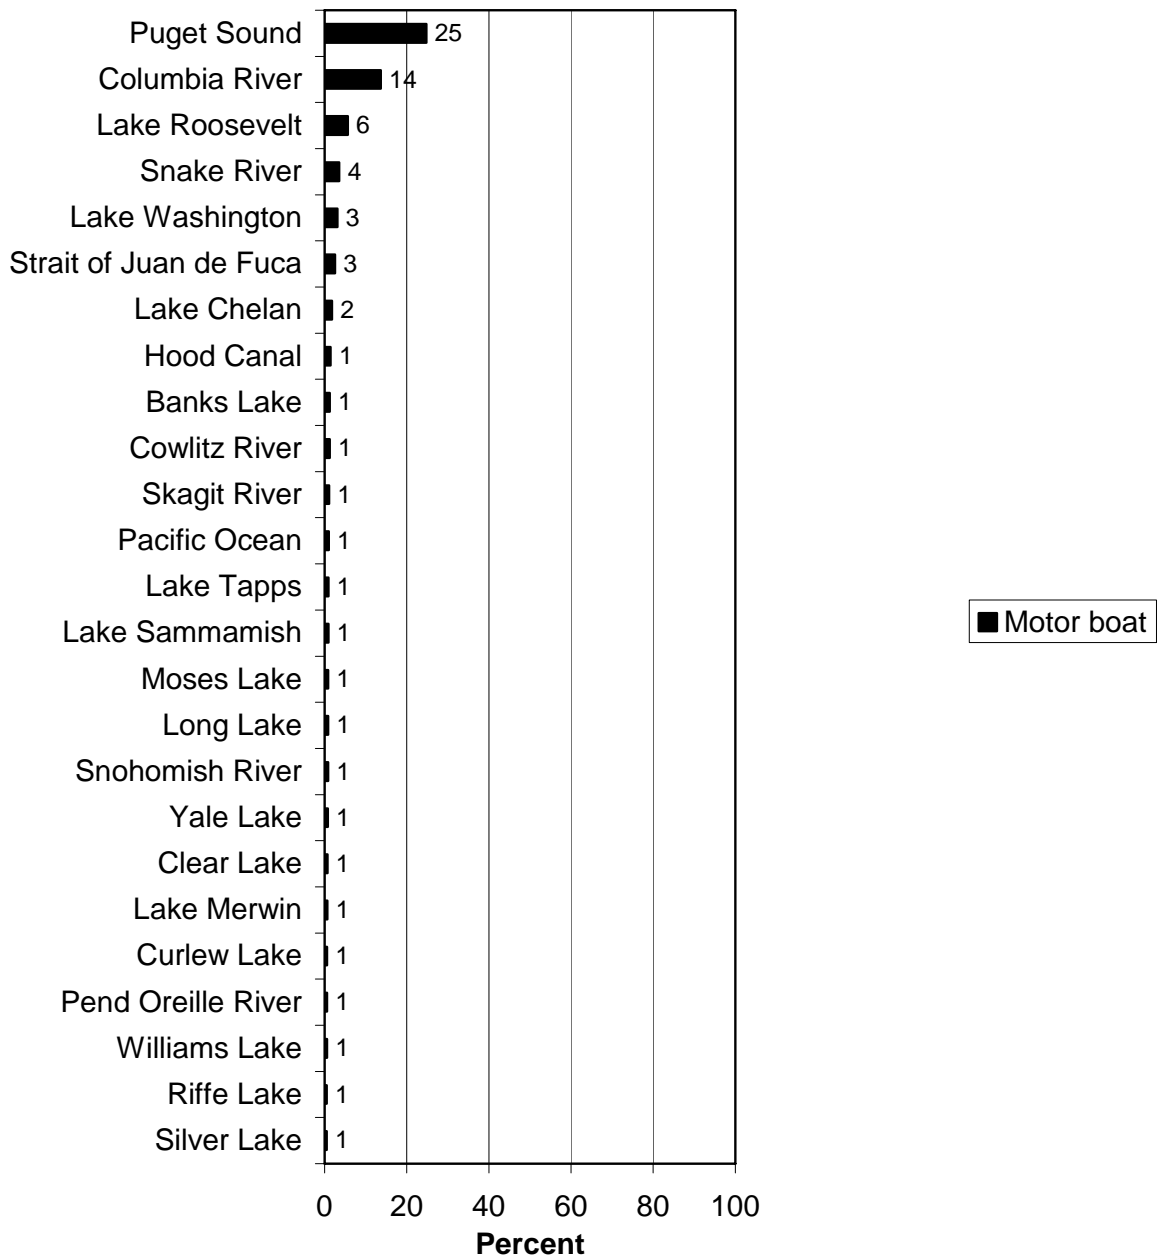 Puget Sound 25
Columbia River 14
Lake Roosevelt 6
Snake River 4
Lake Washington 3
Strait of Juan de Fuca 3
Lake Chelan 2
Hood Canal 1
Banks Lake 1
Cowlitz River 1
Skagit River 1
Pacific Ocean 1
Lake Tapps 1
Lake Sammamish 1
Moses Lake 1
Long Lake 1
Snohomish River 1
Yale Lake 1
Clear Lake 1
Lake Merwin 1
Curlew Lake 1
Pend Oreille River 1
Williams Lake 1
Riffe Lake 1
Silver Lake 1
0 20 40 60 80 100
Percent
Motor boat